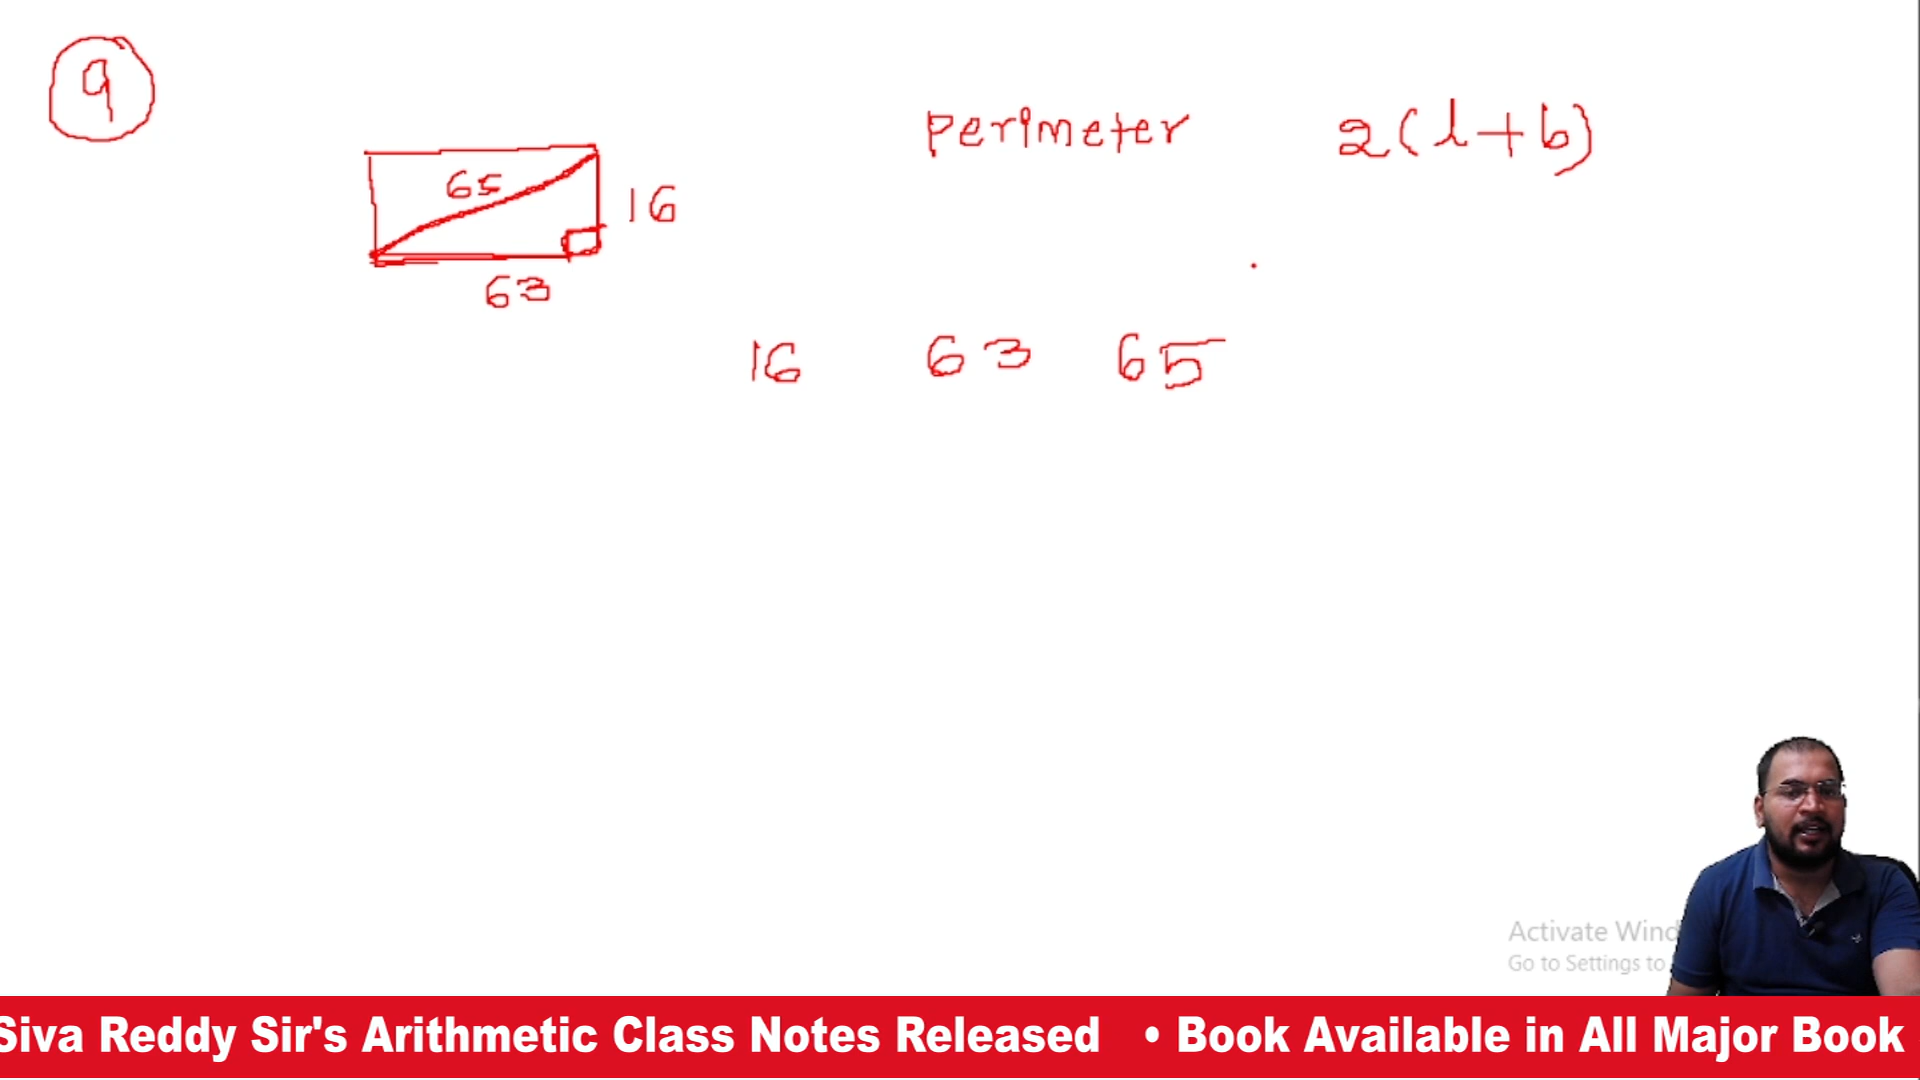 9
Perimeter 2(l+b)
65
16
63
16 63 65
Activate Wind
Go to Settings to
Siva Reddy Sir's Arithmetic Class Notes Released • Book Available in All Major Book